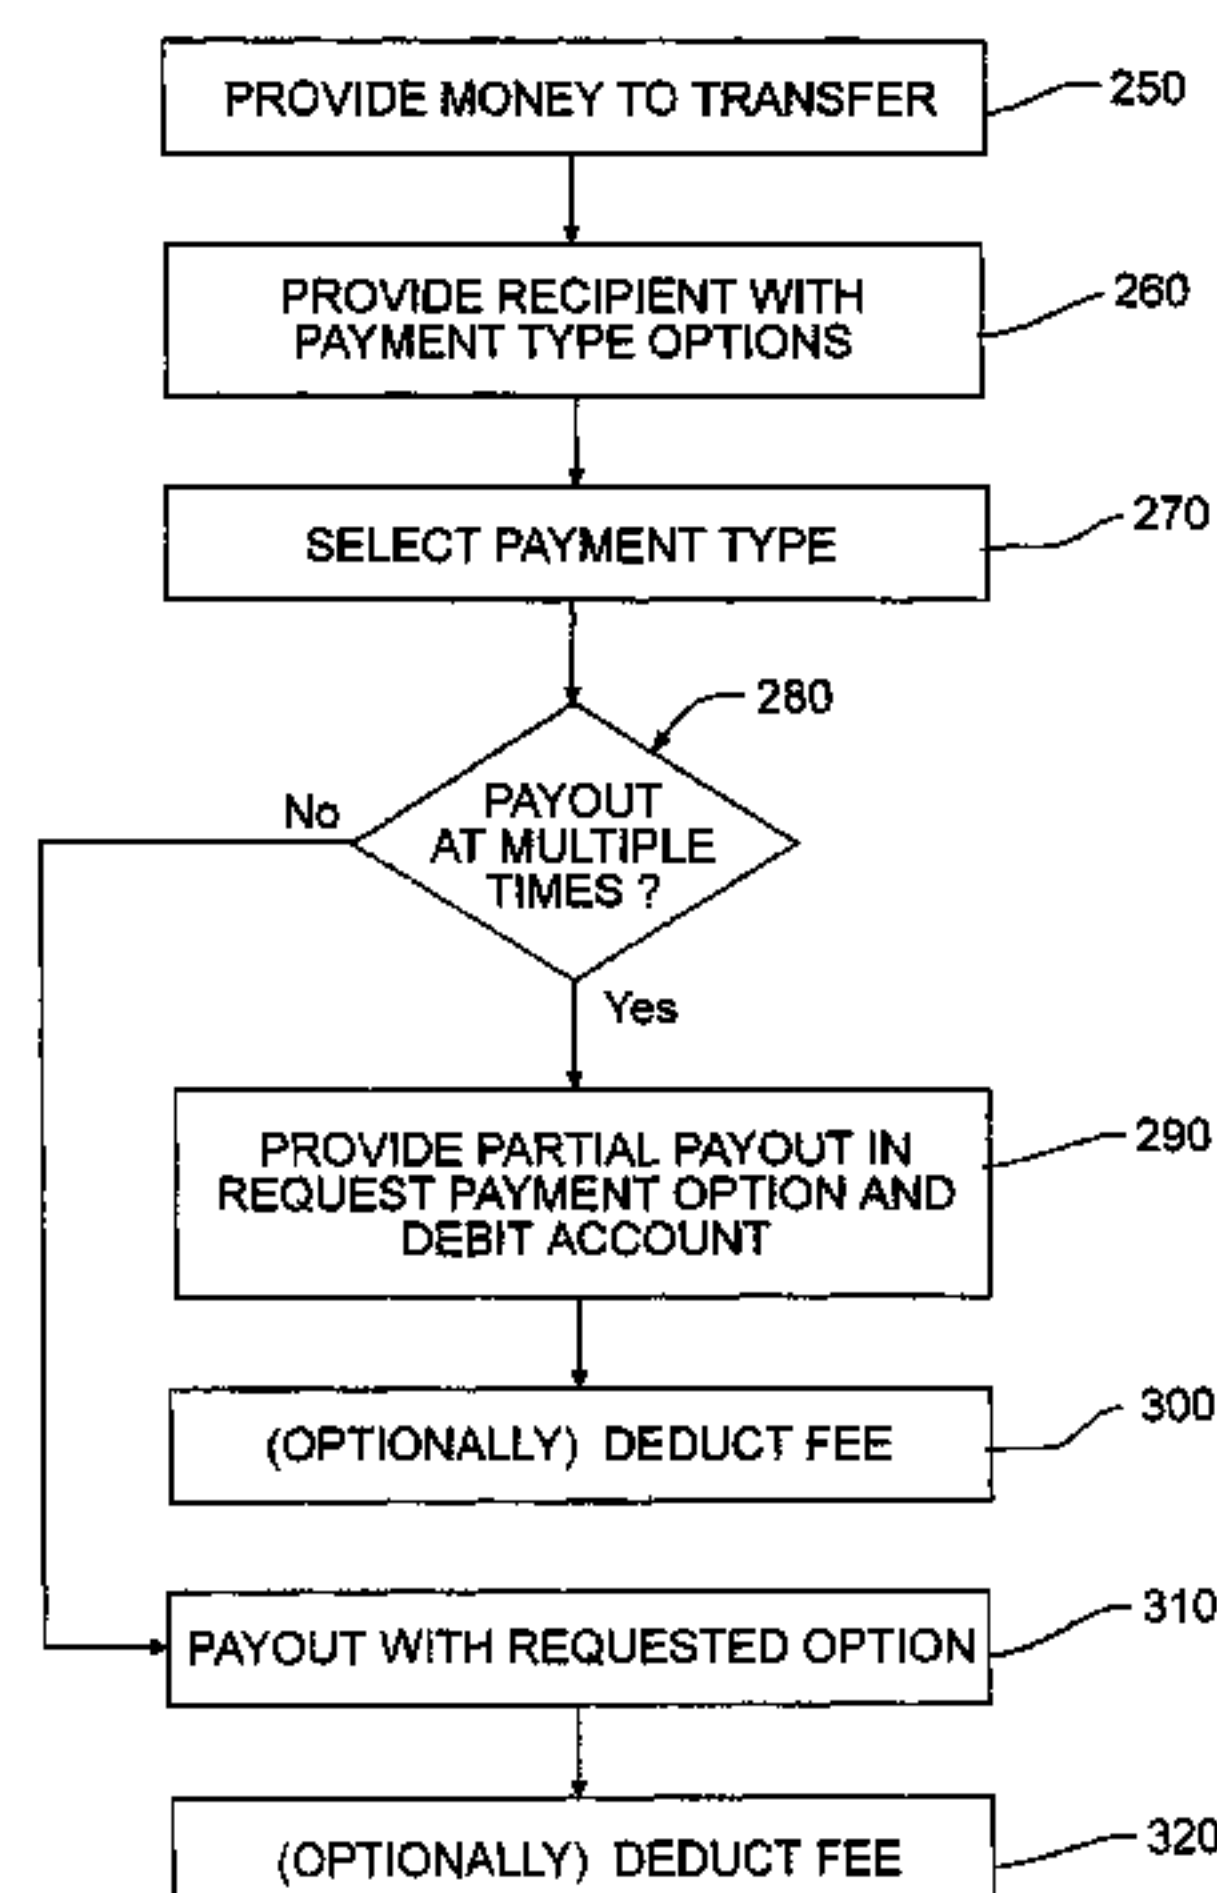 PROVIDE MONEY TO TRANSFER
250
PROVIDE RECIPIENT WITH
PAYMENT TYPE OPTIONS
260
SELECT PAYMENT TYPE
270
280
PAYOUT
AT MULTIPLE
TIMES ?
No
Yes
PROVIDE PARTIAL PAYOUT IN
REQUEST PAYMENT OPTION AND
DEBIT ACCOUNT
290
(OPTIONALLY) DEDUCT FEE
300
PAYOUT WITH REQUESTED OPTION
310
(OPTIONALLY) DEDUCT FEE
320